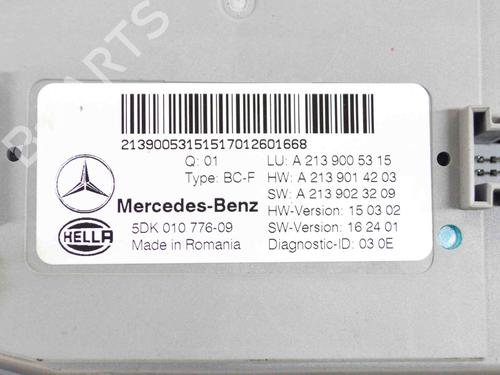 21390053151517012601668
Q: 01 LU: A 213 900 53 15
Type: BC-F HW: A 213 901 42 03
SW: A 213 902 32 09
Mercedes-Benz HW-Version: 15 03 02
HELLA 5DK 010 776-09 SW-Version: 16 24 01
Made in Romania Diagnostic-ID: 03 0E